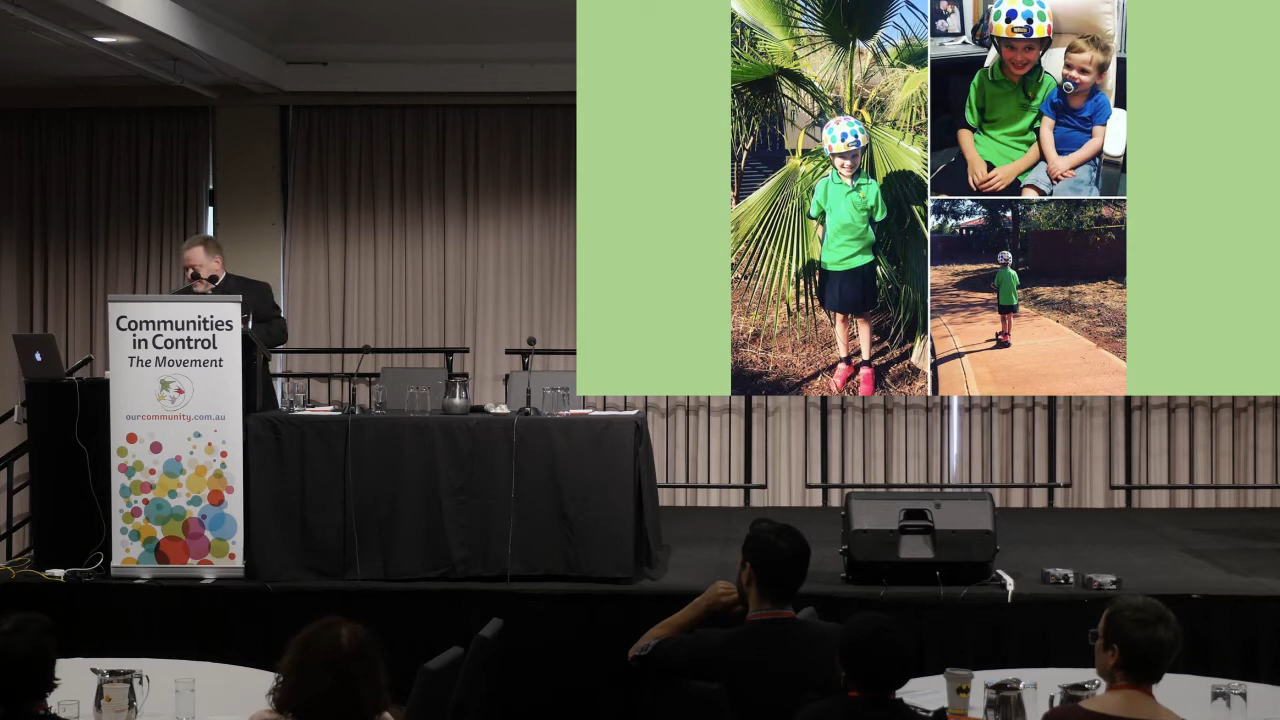 Communities
in Control
The Movement
ourcommunity.com.au